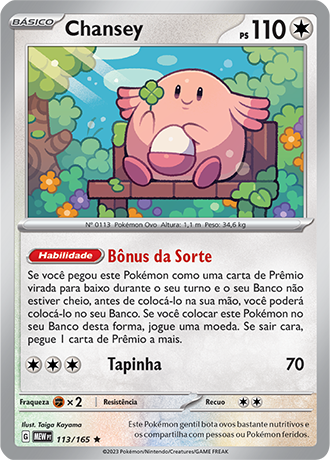 BÁSICO Chansey PS 110
Nº 0113 Pokémon Ovo Altura: 1,1 m Peso: 34,6 kg
Habilidade Bônus da Sorte
Se você pegou este Pokémon como uma carta de Prêmio
virada para baixo durante o seu turno e o seu Banco não
estiver cheio, antes de colocá-lo na sua mão, você poderá
colocá-lo no seu Banco. Se você colocar este Pokémon no
seu Banco desta forma, jogue uma moeda. Se sair cara,
pegue 1 carta de Prêmio a mais.
Tapinha 70
Fraqueza ×2 Resistência Recuo
Ilust. Taiga Kayama
Este Pokémon gentil bota ovos bastante nutritivos e
os compartilha com pessoas ou Pokémon feridos.
G MEW PT 113/165
©2023 Pokémon/Nintendo/Creatures/GAME FREAK